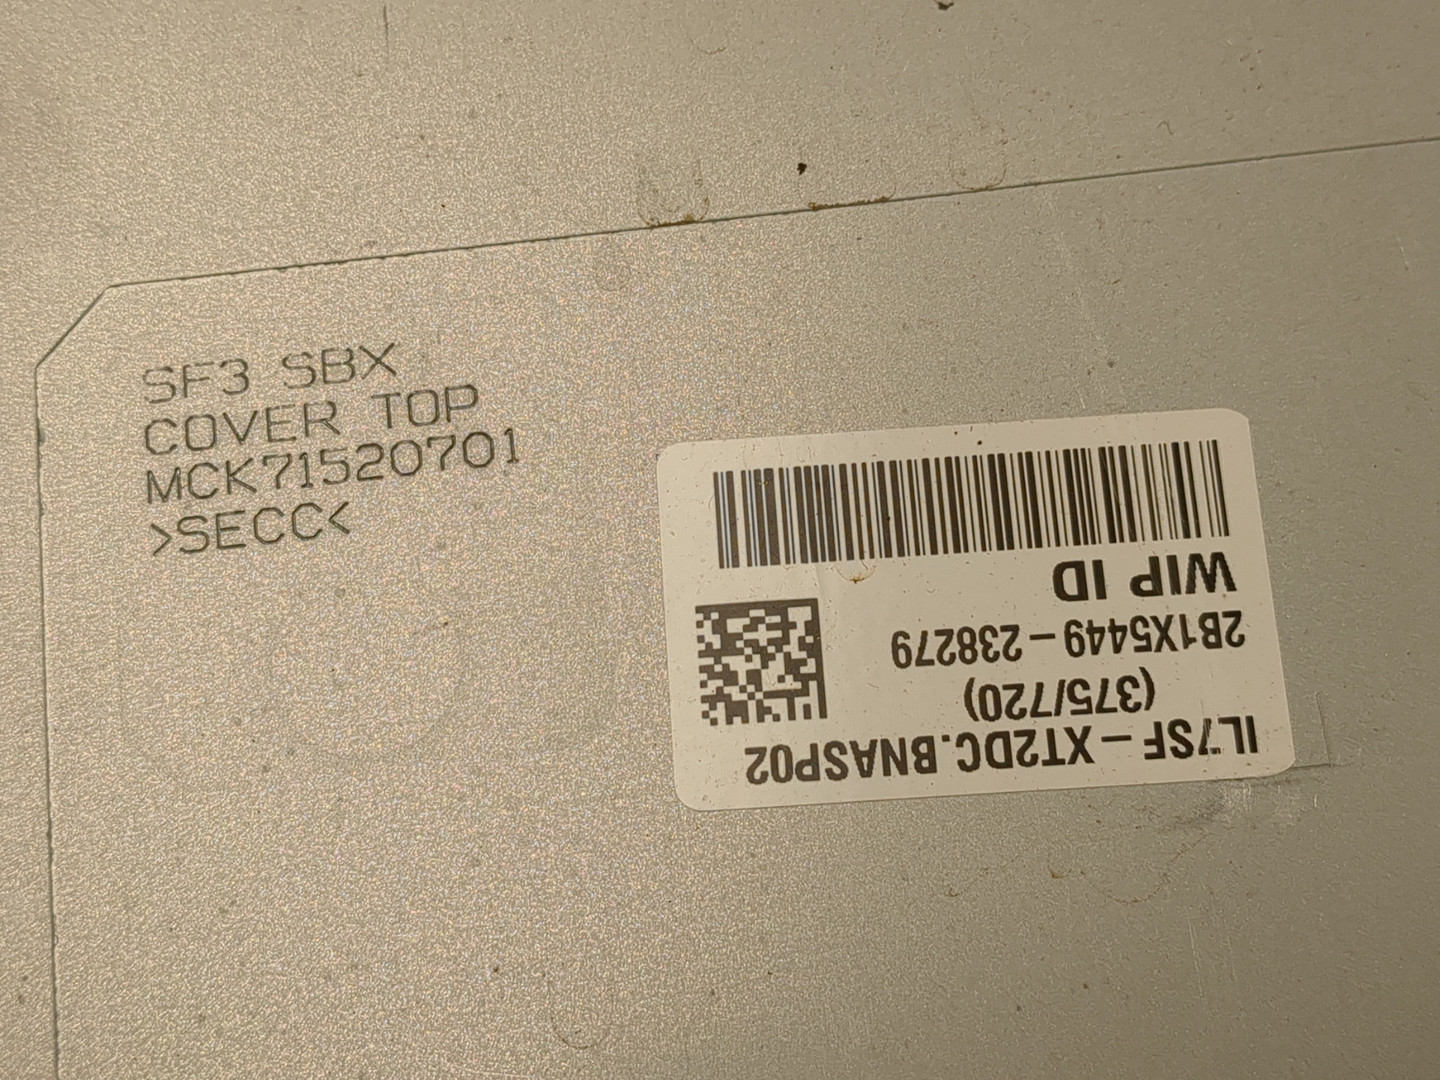 SF3 SBX
COVER TOP
MCK71520701
>SECC<
IL7SF-XT2DC.BNASP02
(375/720)
2B1X5449-238279
WIP ID